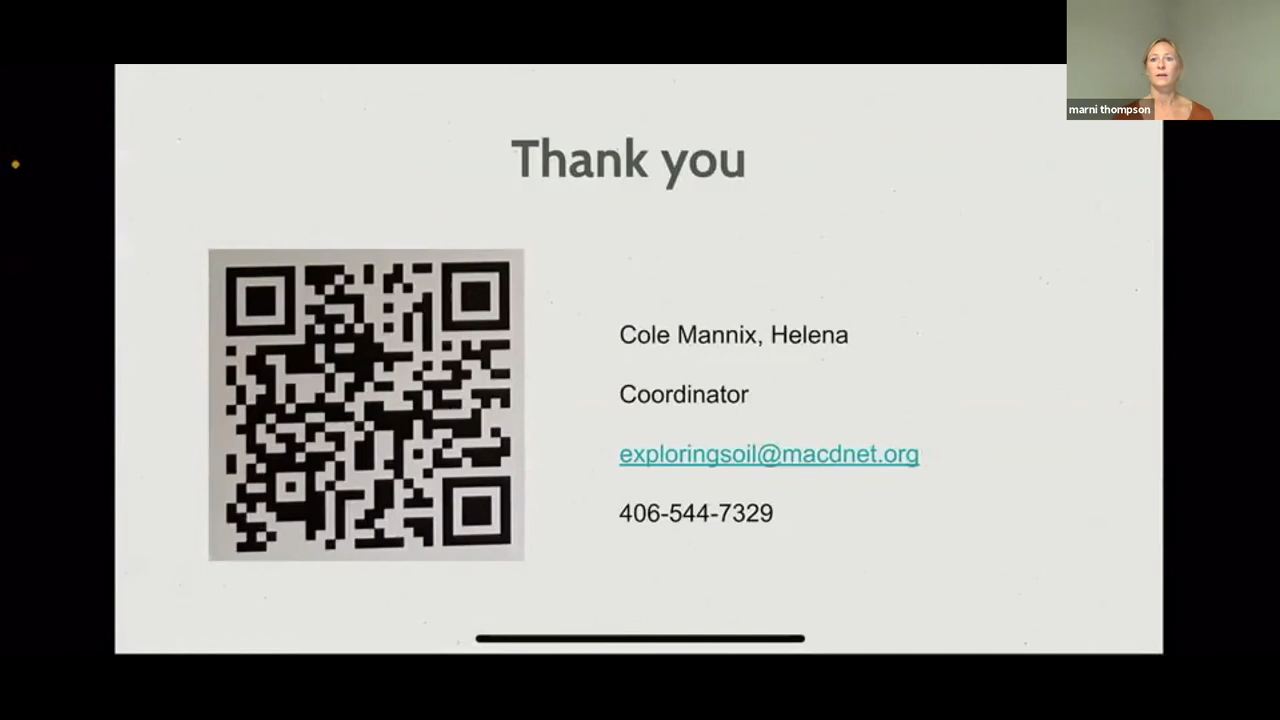 marni thompson
Thank you
Cole Mannix, Helena
Coordinator
exploringsoil@macdnet.org
406-544-7329